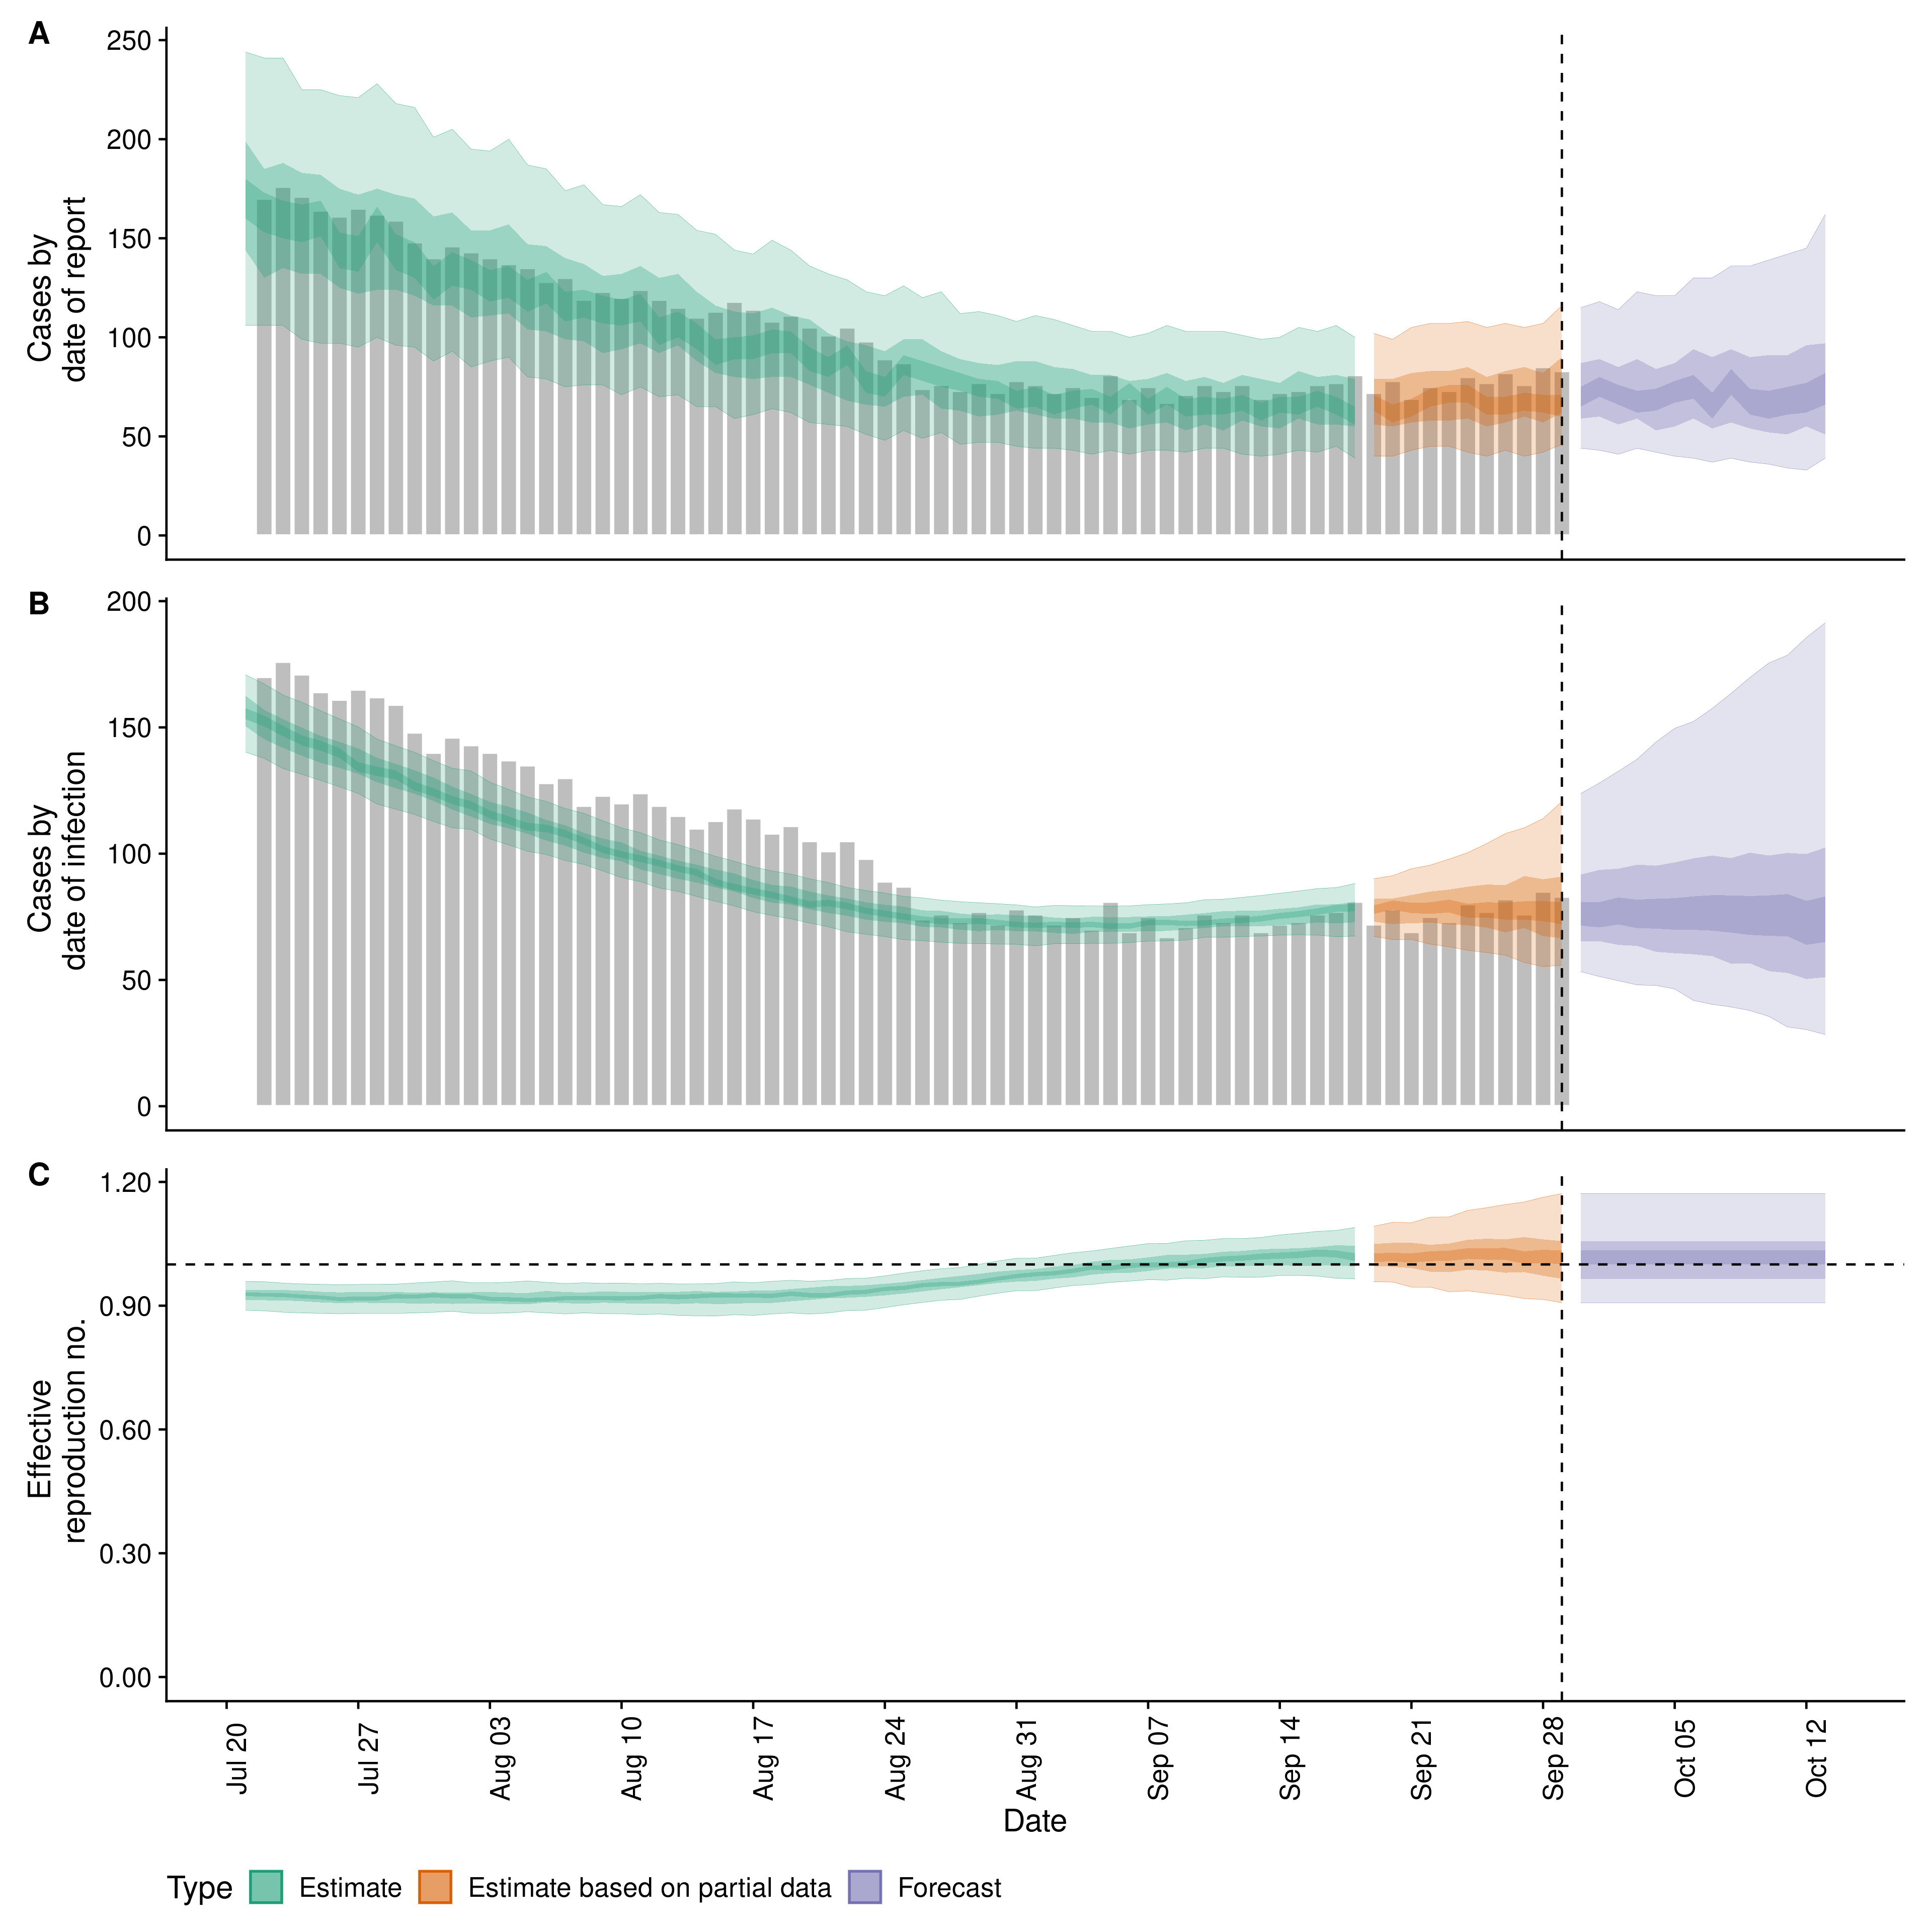 A
250
200
150
100
50
0
Cases by
date of report
B
200
150
100
50
0
Cases by
date of infection
C
1.20
0.90
0.60
0.30
0.00
Effective
reproduction no.
Jul 20
Jul 27
Aug 03
Aug 10
Aug 17
Aug 24
Aug 31
Sep 07
Sep 14
Sep 21
Sep 28
Oct 05
Oct 12
Date
Type Estimate Estimate based on partial data Forecast